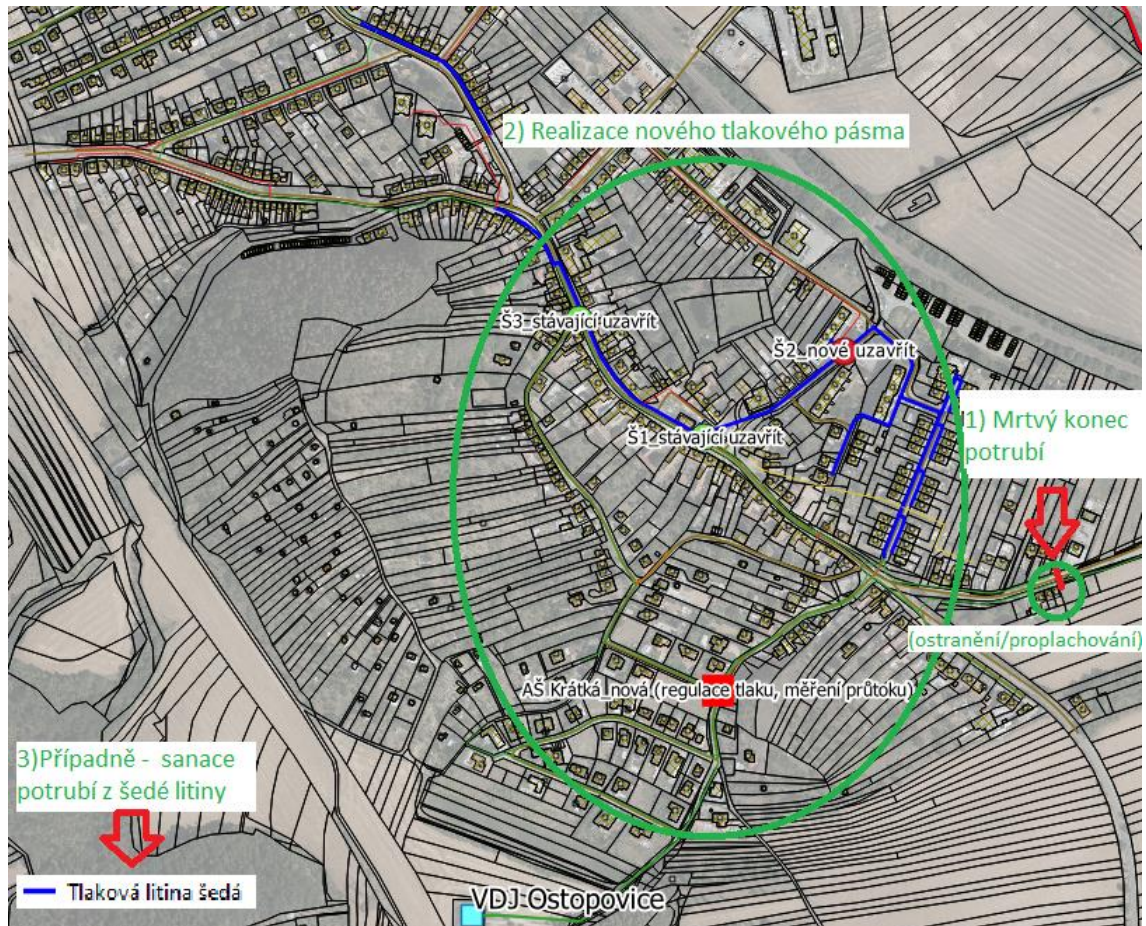 2) Realizace nového tlakového pásma
Š3_stávající uzavřít
Š2_nové uzavřít
Š1_stávající uzavřít
1) Mrtvý konec
potrubí
(ostranění/proplachování)
AŠ Krátká_nová (regulace tlaku, měření průtoku)
3)Případně - sanace
potrubí z šedé litiny
Tlaková litina šedá
VDJ Ostopovice